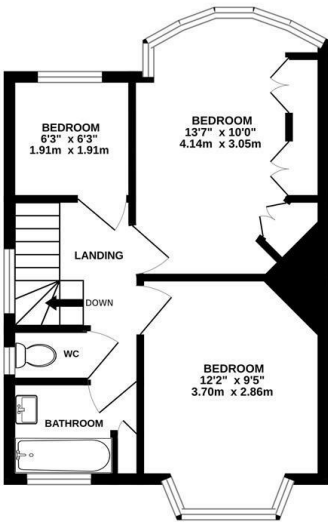 BEDROOM
13'7" x 10'0"
4.14m x 3.05m
BEDROOM
6'3" x 6'3"
1.91m x 1.91m
LANDING
DOWN
WC
BEDROOM
12'2" x 9'5"
3.70m x 2.86m
BATHROOM